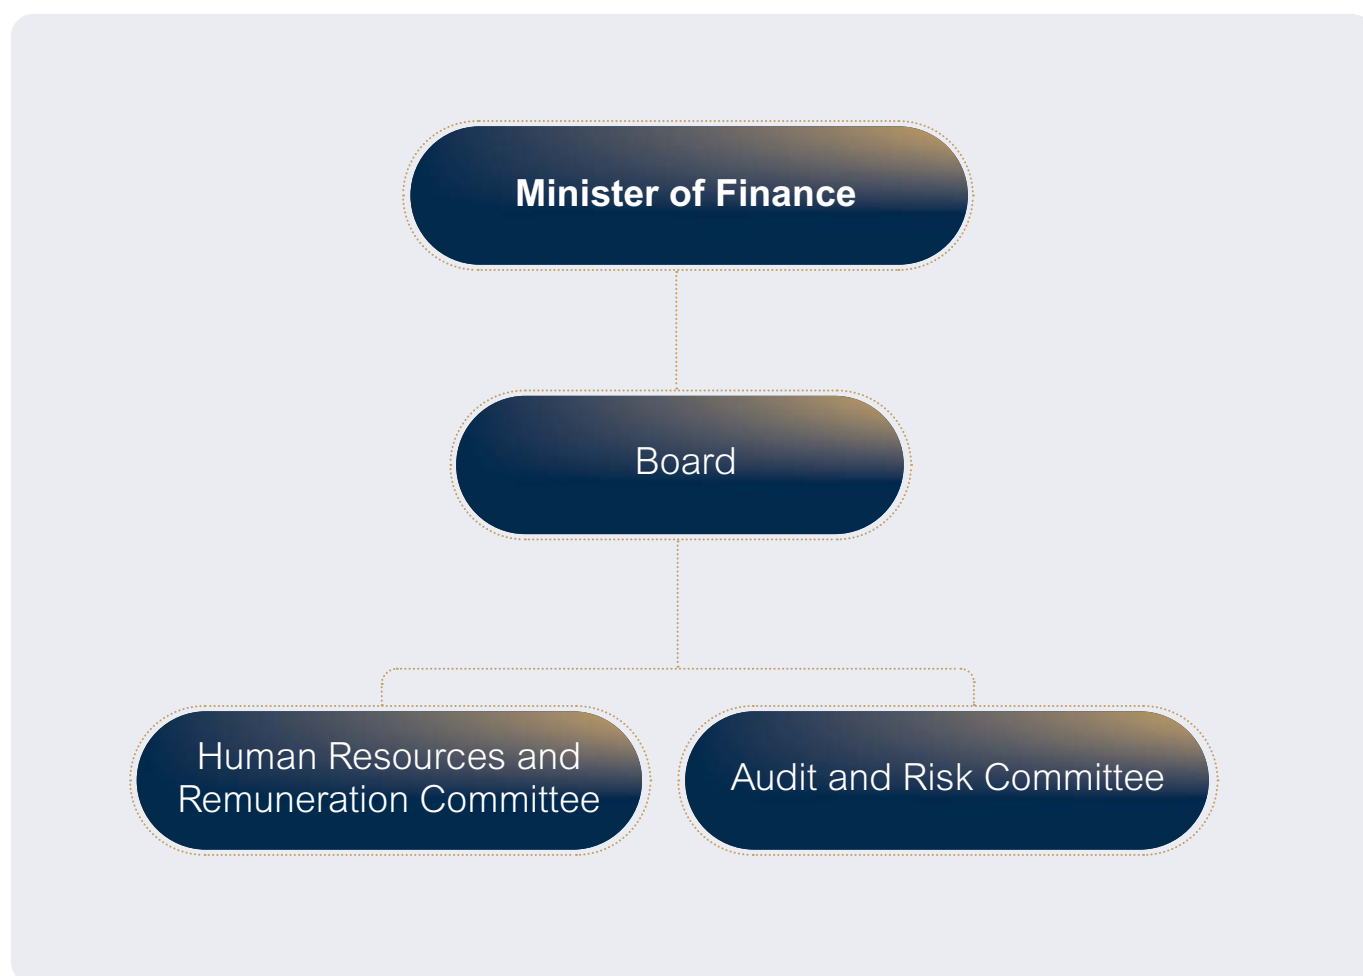 Minister of Finance
Board
Human Resources and
Remuneration Committee
Audit and Risk Committee